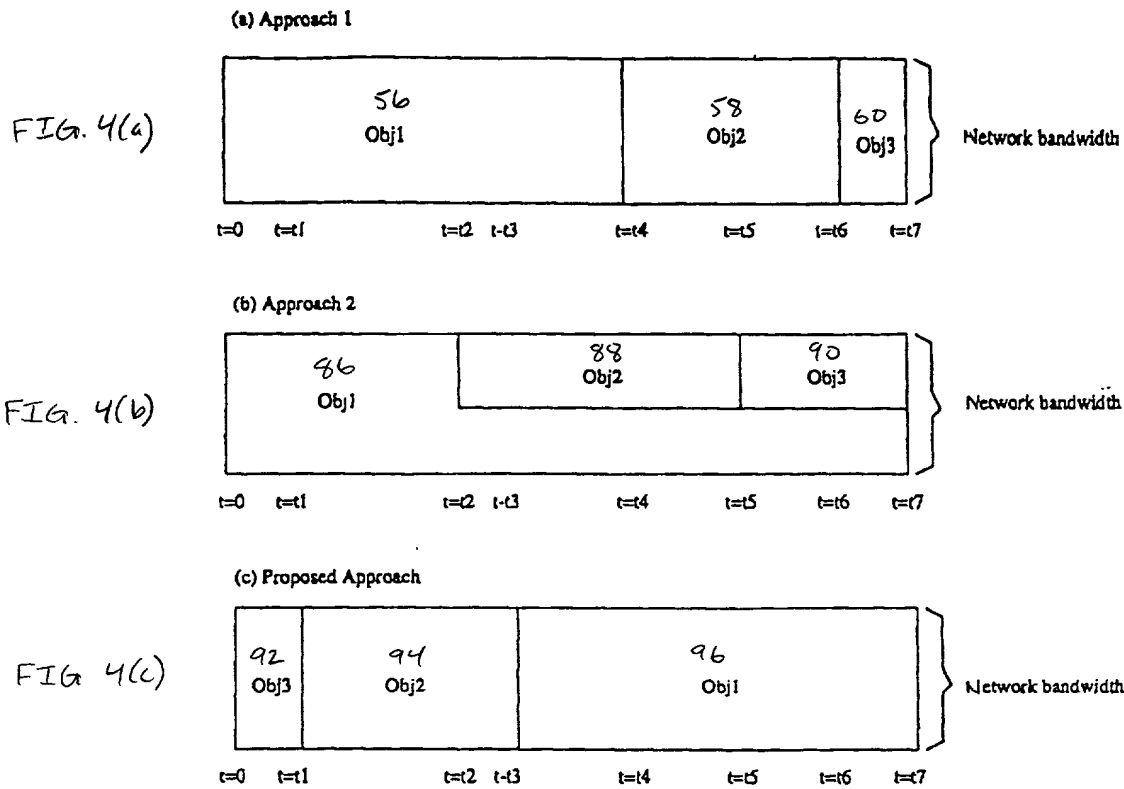 (a) Approach 1
FIG. 4(a)
56
Obj1
58
Obj2
60
Obj3
Network bandwidth
t=0 t=t1 t=t2 t-t3 t=t4 t=t5 t=t6 t=t7
(b) Approach 2
FIG. 4(b)
86
Obj1
88
Obj2
90
Obj3
Network bandwidth
t=0 t=t1 t=t2 t-t3 t=t4 t=t5 t=t6 t=t7
(c) Proposed Approach
FIG 4(c)
92
Obj3
94
Obj2
96
Obj1
Network bandwidth
t=0 t=t1 t=t2 t-t3 t=t4 t=t5 t=t6 t=t7